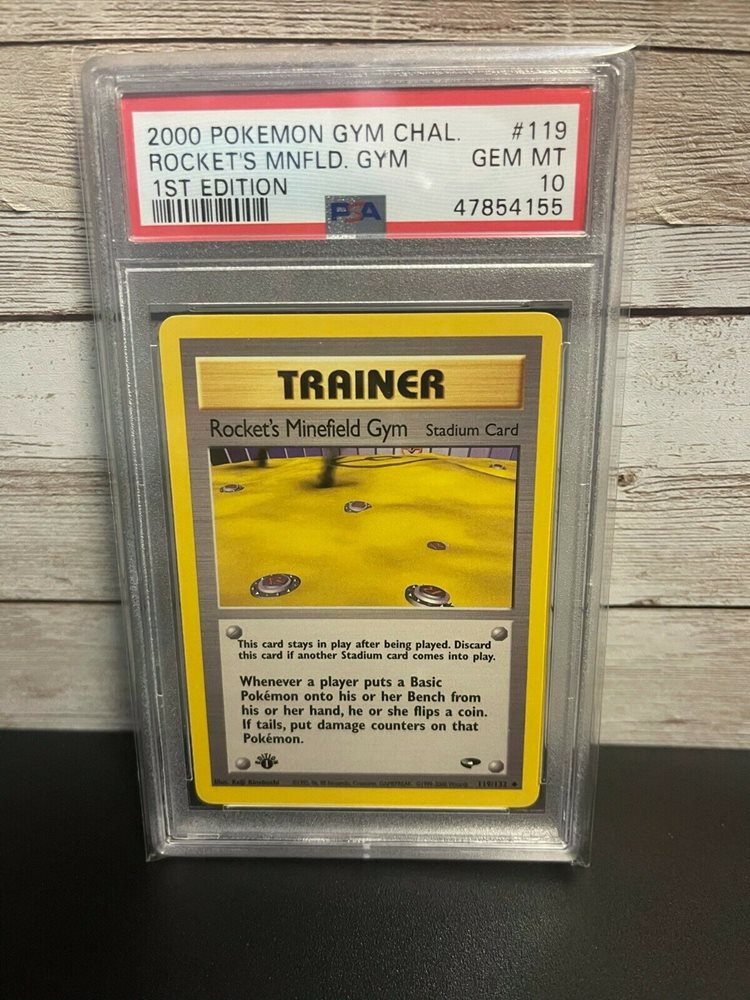 2000 POKEMON GYM CHAL. #119
ROCKET'S MNFLD. GYM GEM MT
1ST EDITION 10
PSA 47854155
TRAINER
Rocket's Minefield Gym Stadium Card
This card stays in play after being played. Discard
this card if another Stadium card comes into play.
Whenever a player puts a Basic
Pokémon onto his or her Bench from
his or her hand, he or she flips a coin.
If tails, put damage counters on that
Pokémon.
EDITION 1
Illus. Keiji Kinebuchi 119/132